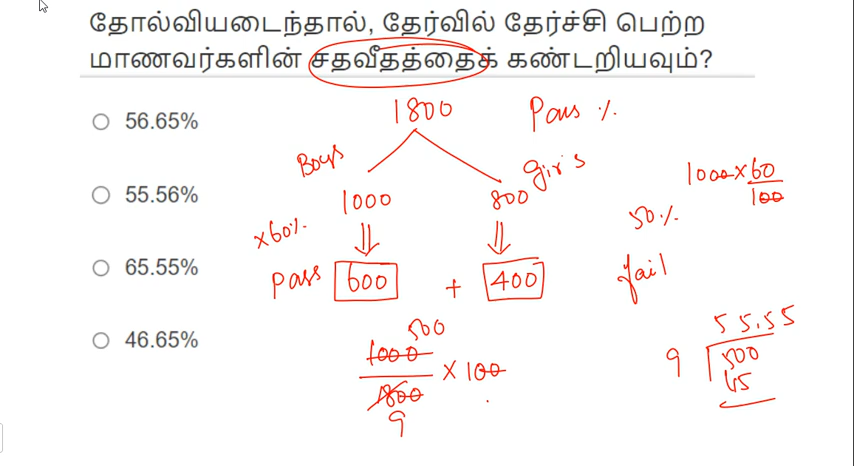 தோல்வியடைந்தால், தேர்வில் தேர்ச்சி பெற்ற
மாணவர்களின் சதவீதத்தைக் கண்டறியவும்?
56.65%
55.56%
65.55%
46.65%
1800 Pass %
Boys girls
1000 800
1000 x 60
100
x60% 50%
pass 600 + 400 fail
500
1000
1800
x 100
9
55.55
9 500
45